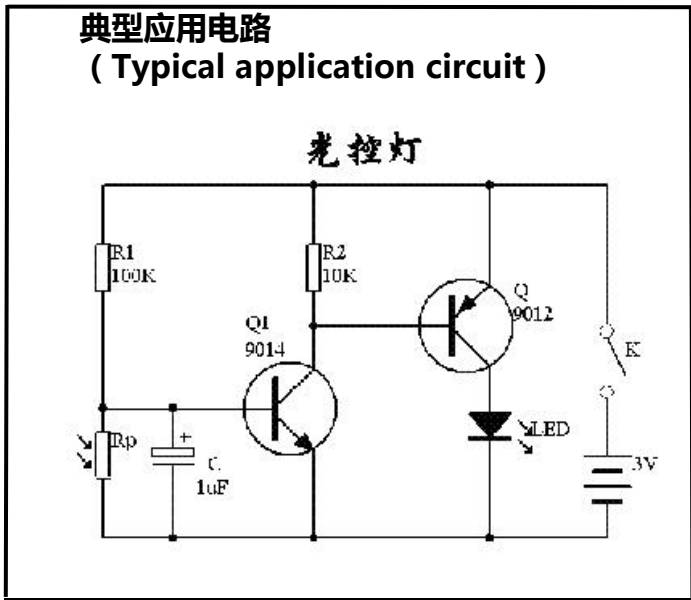 典型应用电路
（Typical application circuit）
光控灯
R1
100K
R2
10K
Q
9012
Q1
9014
K
Rp
+
C
1uF
LED
3V